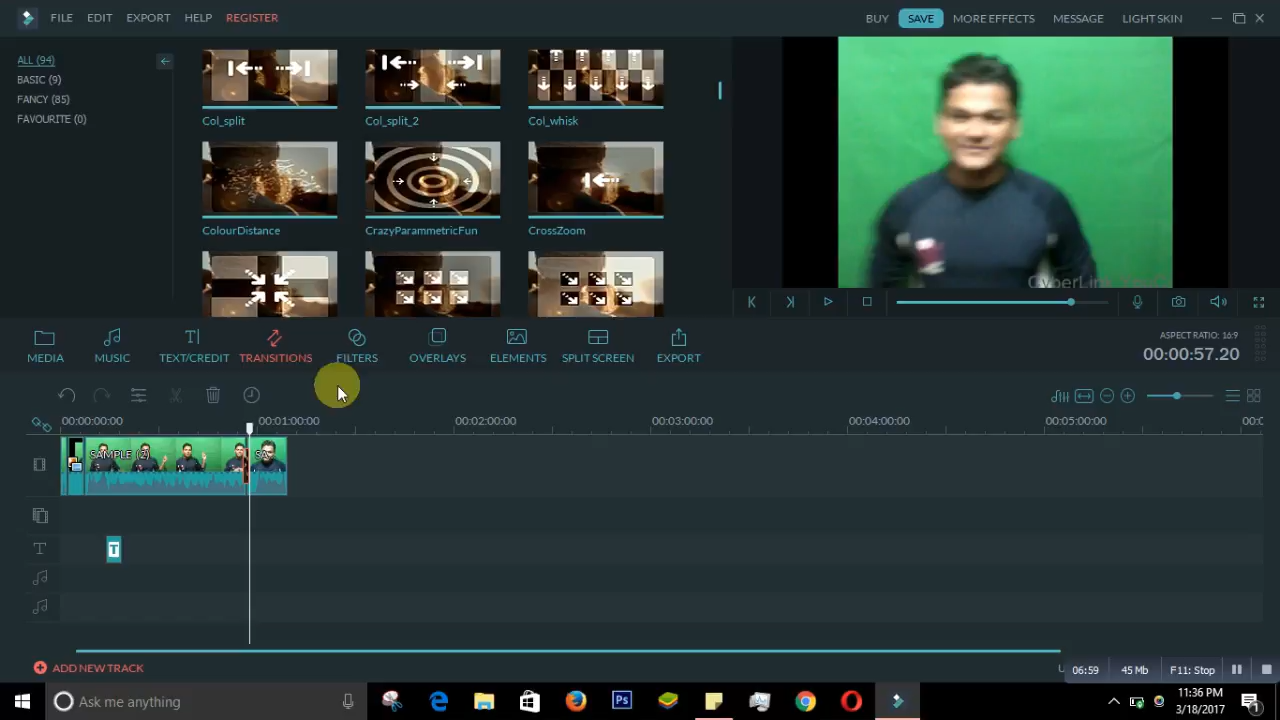 FILE EDIT EXPORT HELP REGISTER BUY SAVE MORE EFFECTS MESSAGE LIGHT SKIN
ALL (94)
BASIC (9)
FANCY (85)
FAVOURITE (0)
Col_split Col_split_2 Col_whisk
ColourDistance CrazyParammetricFun CrossZoom
CyberLink
MEDIA MUSIC TEXT/CREDIT TRANSITIONS FILTERS OVERLAYS ELEMENTS SPLIT SCREEN EXPORT
ASPECT RATIO: 16:9
00:00:57.20
00:00:00:00 00:01:00:00 00:02:00:00 00:03:00:00 00:04:00:00 00:05:00:00
SAMPLE (2)
T
ADD NEW TRACK
06:59 45 Mb F11: Stop
Ask me anything
Ps
11:36 PM
3/18/2017